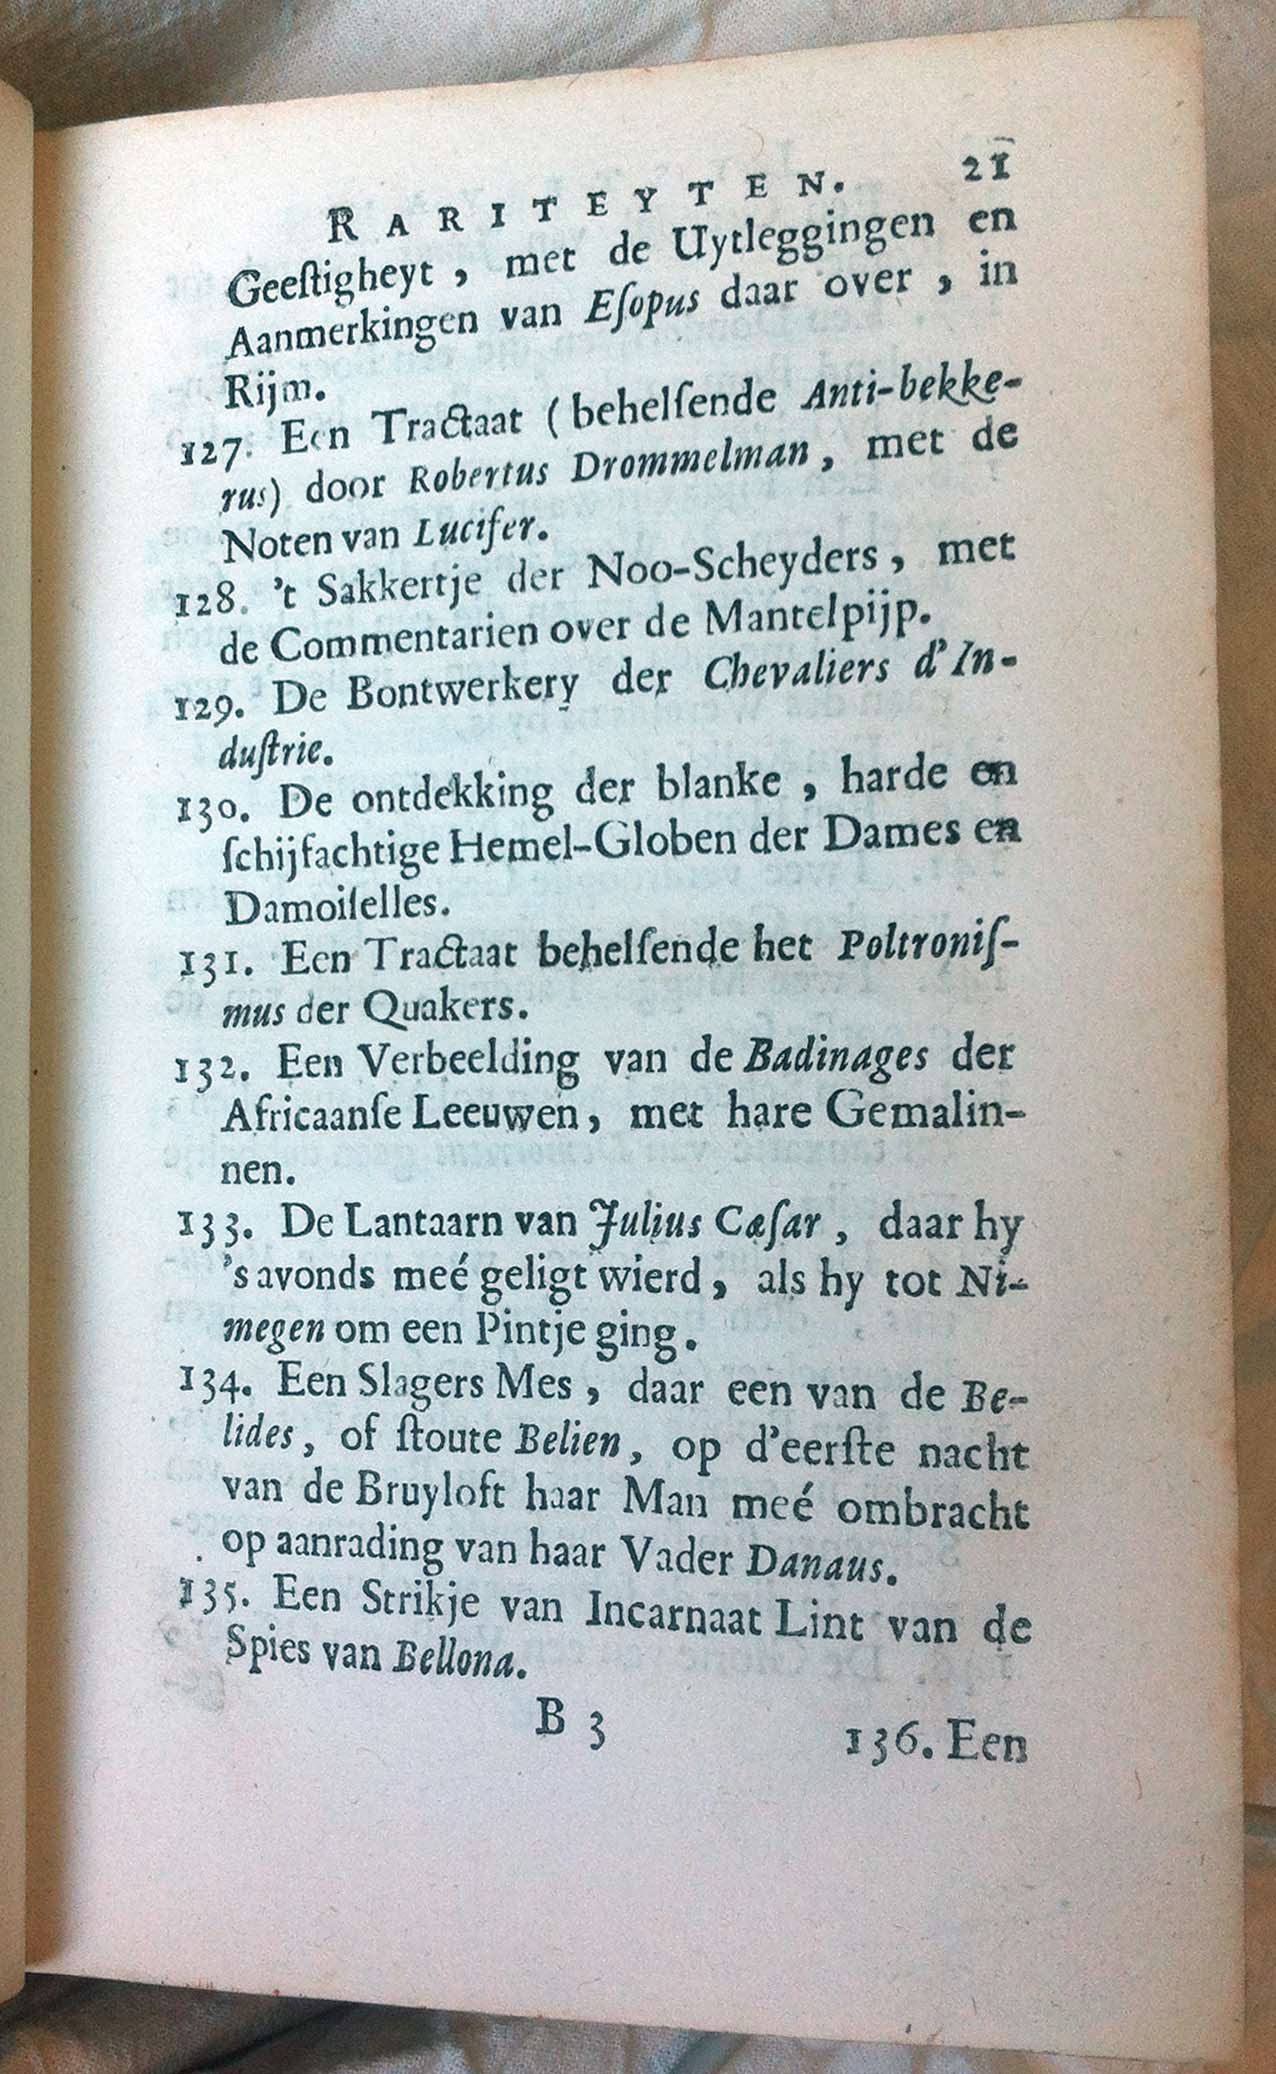 RARITEYTEN. 21
Geeſtigheyt, met de Uytleggingen en
Aanmerkingen van Eſopus daar over, in
Rijm.
127. Een Tractaat (behelſende Anti-bekke-
rus) door Robertus Drommelman, met de
Noten van Lucifer.
128. 't Sakkertje der Noo-Scheyders, met
de Commentarien over de Mantelpijp.
129. De Bontwerkery der Chevaliers d'In-
duſtrie.
130. De ontdekking der blanke, harde en
ſchijfachtige Hemel-Globen der Dames en
Damoiſelles.
131. Een Tractaat behelſende het Poltroniſ-
mus der Quakers.
132. Een Verbeelding van de Badinages der
Africaanſe Leeuwen, met hare Gemalin-
nen.
133. De Lantaarn van Julius Cæſar, daar hy
's avonds meé geligt wierd, als hy tot Ni-
megen om een Pintje ging.
134. Een Slagers Mes, daar een van de Be-
lides, of ſtoute Belien, op d'eerſte nacht
van de Bruyloft haar Man meé ombracht
op aanrading van haar Vader Danaus.
135. Een Strikje van Incarnaat Lint van de
Spies van Bellona.
B 3 136. Een